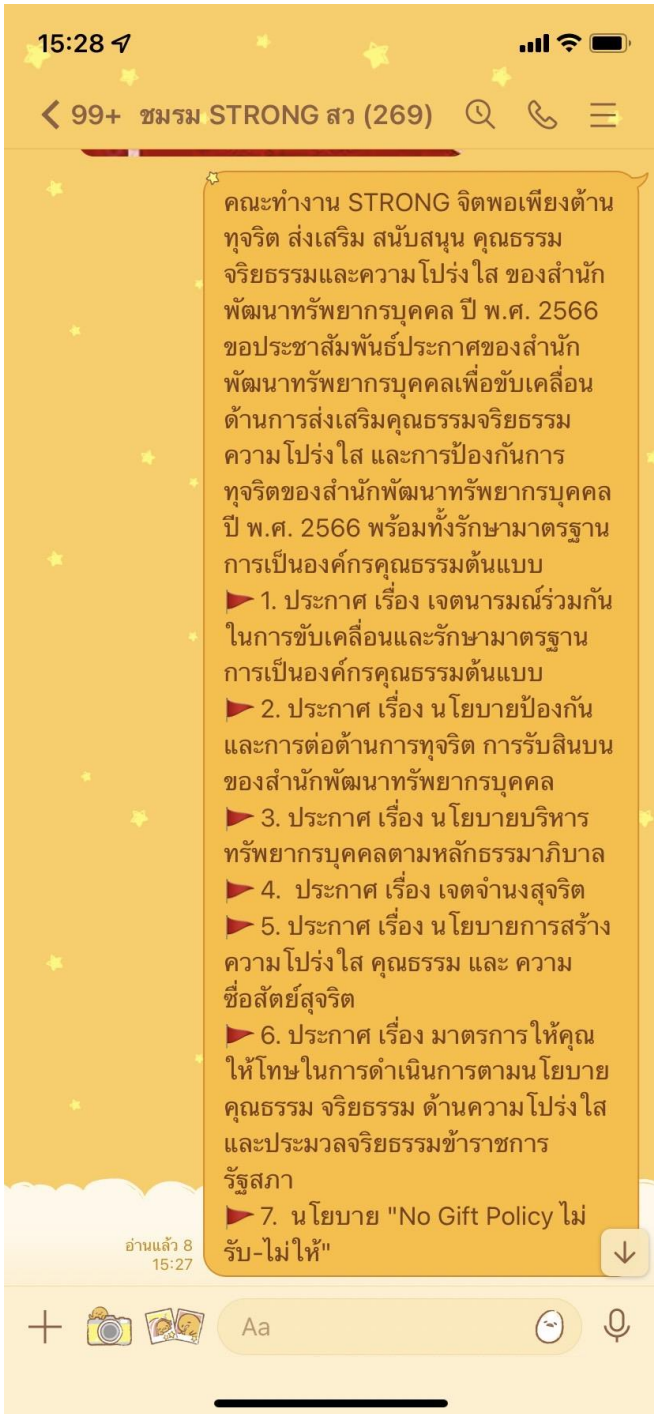 15:28
99+ ชมรม STRONG สว (269)
คณะทำงาน STRONG จิตพอเพียงต้าน
ทุจริต ส่งเสริม สนับสนุน คุณธรรม
จริยธรรมและความโปร่งใส ของสำนัก
พัฒนาทรัพยากรบุคคล ปี พ.ศ. 2566
ขอประชาสัมพันธ์ประกาศของสำนัก
พัฒนาทรัพยากรบุคคลเพื่อขับเคลื่อน
ด้านการส่งเสริมคุณธรรมจริยธรรม
ความโปร่งใส และการป้องกันการ
ทุจริตของสำนักพัฒนาทรัพยากรบุคคล
ปี พ.ศ. 2566 พร้อมทั้งรักษามาตรฐาน
การเป็นองค์กรคุณธรรมต้นแบบ
🚩 1. ประกาศ เรื่อง เจตนารมณ์ร่วมกัน
ในการขับเคลื่อนและรักษามาตรฐาน
การเป็นองค์กรคุณธรรมต้นแบบ
🚩 2. ประกาศ เรื่อง นโยบายป้องกัน
และการต่อต้านการทุจริต การรับสินบน
ของสำนักพัฒนาทรัพยากรบุคคล
🚩 3. ประกาศ เรื่อง นโยบายบริหาร
ทรัพยากรบุคคลตามหลักธรรมาภิบาล
🚩 4. ประกาศ เรื่อง เจตจำนงสุจริต
🚩 5. ประกาศ เรื่อง นโยบายการสร้าง
ความโปร่งใส คุณธรรม และ ความ
ซื่อสัตย์สุจริต
🚩 6. ประกาศ เรื่อง มาตรการให้คุณ
ให้โทษในการดำเนินการตามนโยบาย
คุณธรรม จริยธรรม ด้านความโปร่งใส
และประมวลจริยธรรมข้าราชการ
รัฐสภา
🚩 7. นโยบาย "No Gift Policy ไม่
รับ-ไม่ให้"
อ่านแล้ว 8
15:27
Aa